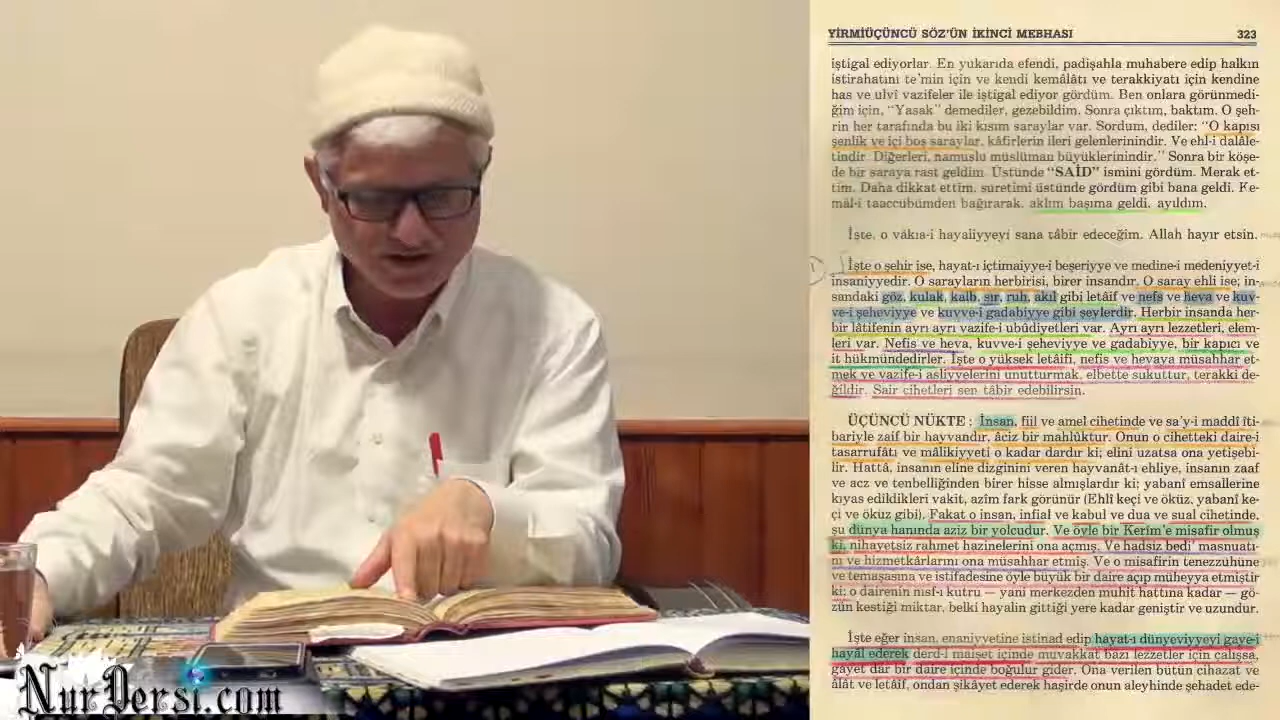 YİRMİÜÇÜNCÜ SÖZ'ÜN İKİNCİ MEBHASI 323
iştigal ediyorlar. En yukarıda efendi, padişahla muhabere edip halkın
istirahatını te'min için ve kendi kemâlâtı ve terakkiyatı için kendine
has ve ulvî vazifeler ile iştigal ediyor gördüm. Ben onlara görünmedi-
ğim için, "Yasak" demediler, gezebildim. Sonra çıktım, baktım. O şeh-
rin her tarafında bu iki kısım saraylar var. Sordum, dediler: "O kapısı
şenlik ve içi boş saraylar, kâfirlerin ileri gelenlerinindir. Ve ehl-i dalâle-
tindir. Diğerleri, namuslu müslüman büyüklerinindir." Sonra bir köşe-
de bir saraya rast geldim. Üstünde "SAİD" ismini gördüm. Merak et-
tim. Daha dikkat ettim, suretimi üstünde gördüm gibi bana geldi. Ke-
mâl-i taaccübümden bağırarak, aklım başıma geldi, ayıldım.
İşte, o vâkıa-i hayaliyyeyi sana tâbir edeceğim. Allah hayır etsin.
İşte o şehir ise, hayat-ı içtimaiyye-i beşeriyye ve medine-i medeniyyet-i
insaniyyedir. O sarayların herbirisi, birer insandır. O saray ehli ise; in-
sandaki göz, kulak, kalb, sır, ruh, akıl gibi letâif ve nefs ve heva ve kuv-
ve-i şeheviyye ve kuvve-i gadabiyye gibi şeylerdir. Herbir insanda her-
bir lâtifenin ayrı ayrı vazife-i ubûdiyetleri var. Ayrı ayrı lezzetleri, elem-
leri var. Nefis ve heva, kuvve-i şeheviyye ve gadabiyye, bir kapıcı ve
it hükmündedirler. İşte o yüksek letâifi, nefis ve hevaya müsahhar et-
mek ve vazife-i asliyyelerini unutturmak, elbette sukuttur, terakki de-
ğildir. Sair cihetleri sen tâbir edebilirsin.
ÜÇÜNCÜ NÜKTE : İnsan, fiil ve amel cihetinde ve sa'y-i maddî îti-
bariyle zaif bir hayvandır, âciz bir mahlûktur. Onun o cihetteki daire-i
tasarrufâtı ve mâlikiyyeti o kadar dardır ki; elini uzatsa ona yetişebi-
lir. Hattâ, insanın eline dizginini veren hayvanât-ı ehliye, insanın zaaf
ve acz ve tenbelliğinden birer hisse almışlardır ki; yabanî emsallerine
kıyas edildikleri vakit, azîm fark görünür (Ehlî keçi ve öküz, yabanî ke-
çi ve öküz gibi). Fakat o insan, infial ve kabul ve dua ve sual cihetinde,
şu dünya hanında aziz bir yolcudur. Ve öyle bir Kerîm'e misafir olmuş
ki, nihayetsiz rahmet hazinelerini ona açmış. Ve hadsiz bedî' masnuatı-
nı ve hizmetkârlarını ona müsahhar etmiş. Ve o misafirin tenezzühüne
ve temaşasına ve istifadesine öyle büyük bir daire açıp müheyya etmiştir
ki; o dairenin nısf-ı kutru — yani merkezden muhit hattına kadar — gö-
zün kestiği miktar, belki hayalin gittiği yere kadar geniştir ve uzundur.
İşte eğer insan, enaniyyetine istinad edip hayat-ı dünyeviyyeyi gaye-i
hayâl ederek derd-i maişet içinde muvakkat bazı lezzetler için çalışsa,
gayet dar bir daire içinde boğulur gider. Ona verilen bütün cihazat ve
âlât ve letâif, ondan şikâyet ederek haşirde onun aleyhinde şehadet ede-
NurDersi.com